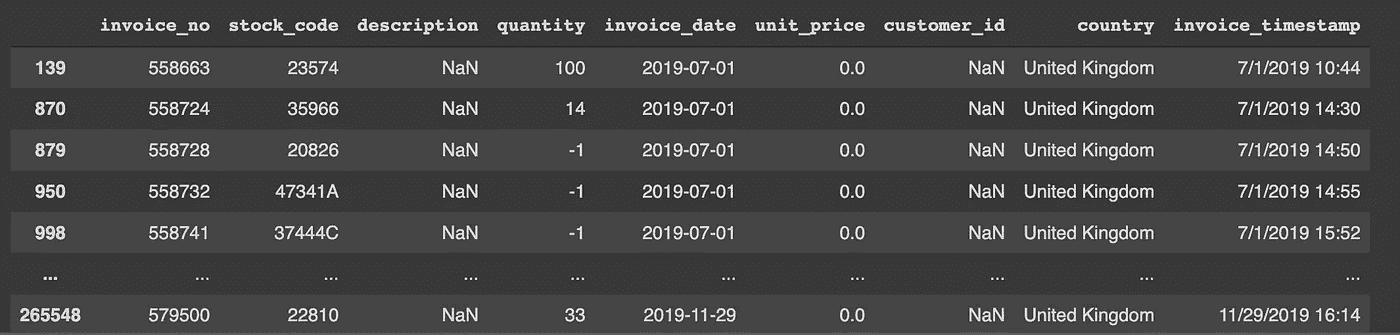 invoice_no stock_code description quantity invoice_date unit_price customer_id country invoice_timestamp
139 558663 23574 NaN 100 2019-07-01 0.0 NaN United Kingdom 7/1/2019 10:44
870 558724 35966 NaN 14 2019-07-01 0.0 NaN United Kingdom 7/1/2019 14:30
879 558728 20826 NaN -1 2019-07-01 0.0 NaN United Kingdom 7/1/2019 14:50
950 558732 47341A NaN -1 2019-07-01 0.0 NaN United Kingdom 7/1/2019 14:55
998 558741 37444C NaN -1 2019-07-01 0.0 NaN United Kingdom 7/1/2019 15:52
... ... ... ... ... ... ... ... ... ...
265548 579500 22810 NaN 33 2019-11-29 0.0 NaN United Kingdom 11/29/2019 16:14